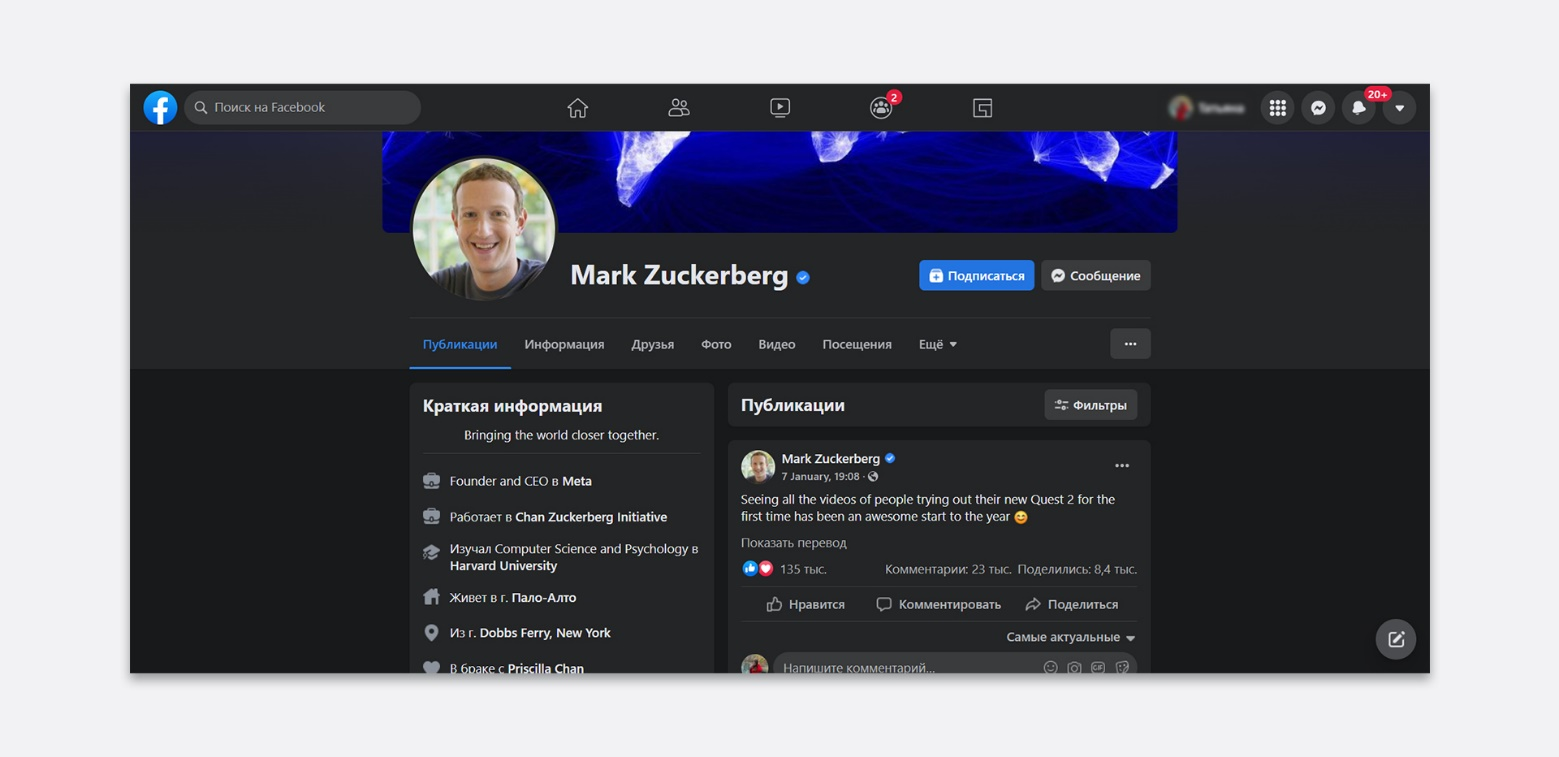 Поиск на Facebook
2
20+
Mark Zuckerberg
Подписаться
Сообщение
Публикации Информация Друзья Фото Видео Посещения Ещё
Краткая информация
Bringing the world closer together.
Founder and CEO в Meta
Работает в Chan Zuckerberg Initiative
Изучал Computer Science and Psychology в
Harvard University
Живет в г. Пало-Алто
Из г. Dobbs Ferry, New York
В браке с Priscilla Chan
Публикации
Фильтры
Mark Zuckerberg
7 January, 19:08 ·
Seeing all the videos of people trying out their new Quest 2 for the
first time has been an awesome start to the year 😊
Показать перевод
135 тыс. Комментарии: 23 тыс. Поделились: 8,4 тыс.
Нравится Комментировать Поделиться
Самые актуальные
Напишите комментарий...
GIF